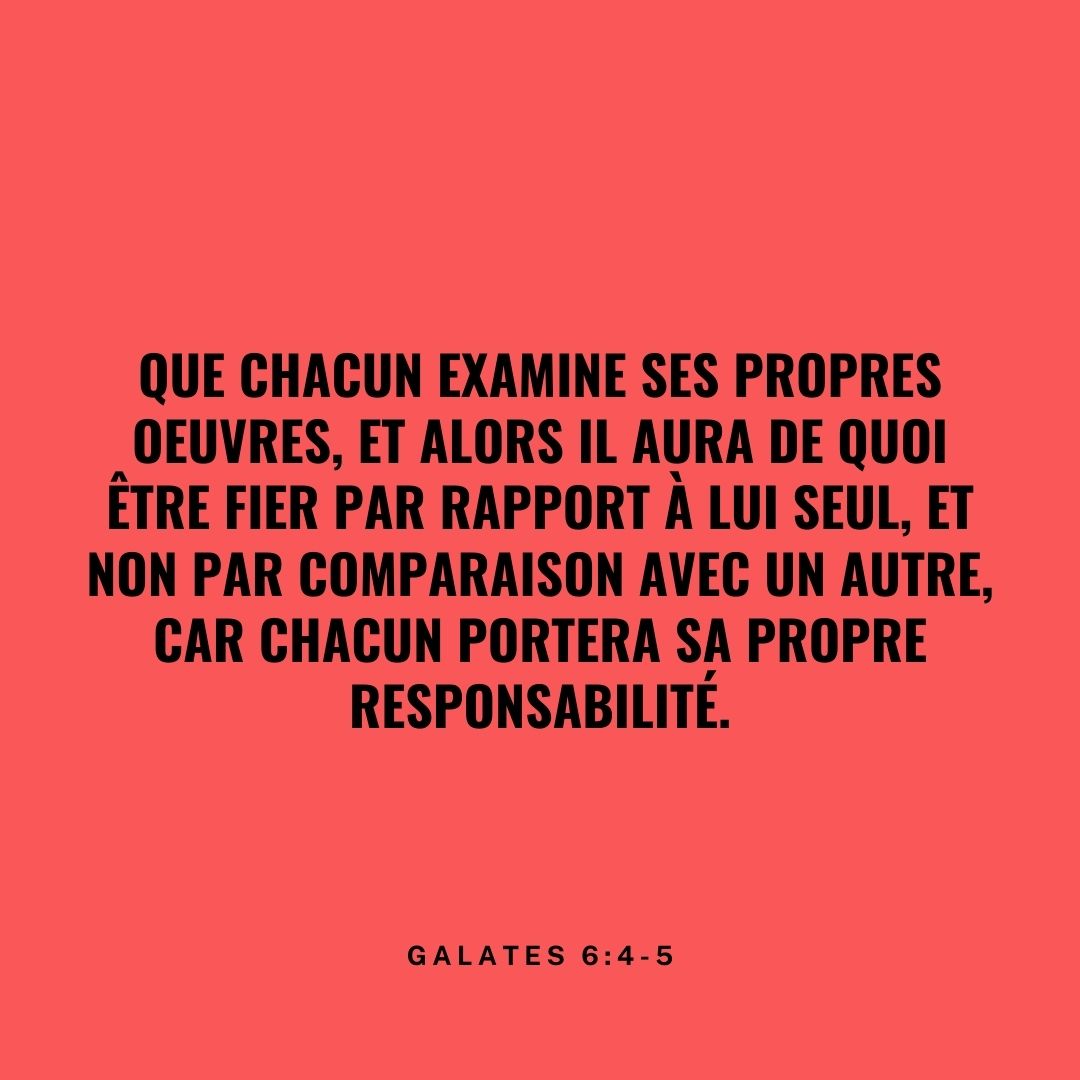 QUE CHACUN EXAMINE SES PROPRES
OEUVRES, ET ALORS IL AURA DE QUOI
ÊTRE FIER PAR RAPPORT À LUI SEUL, ET
NON PAR COMPARAISON AVEC UN AUTRE,
CAR CHACUN PORTERA SA PROPRE
RESPONSABILITÉ.
GALATES 6:4-5